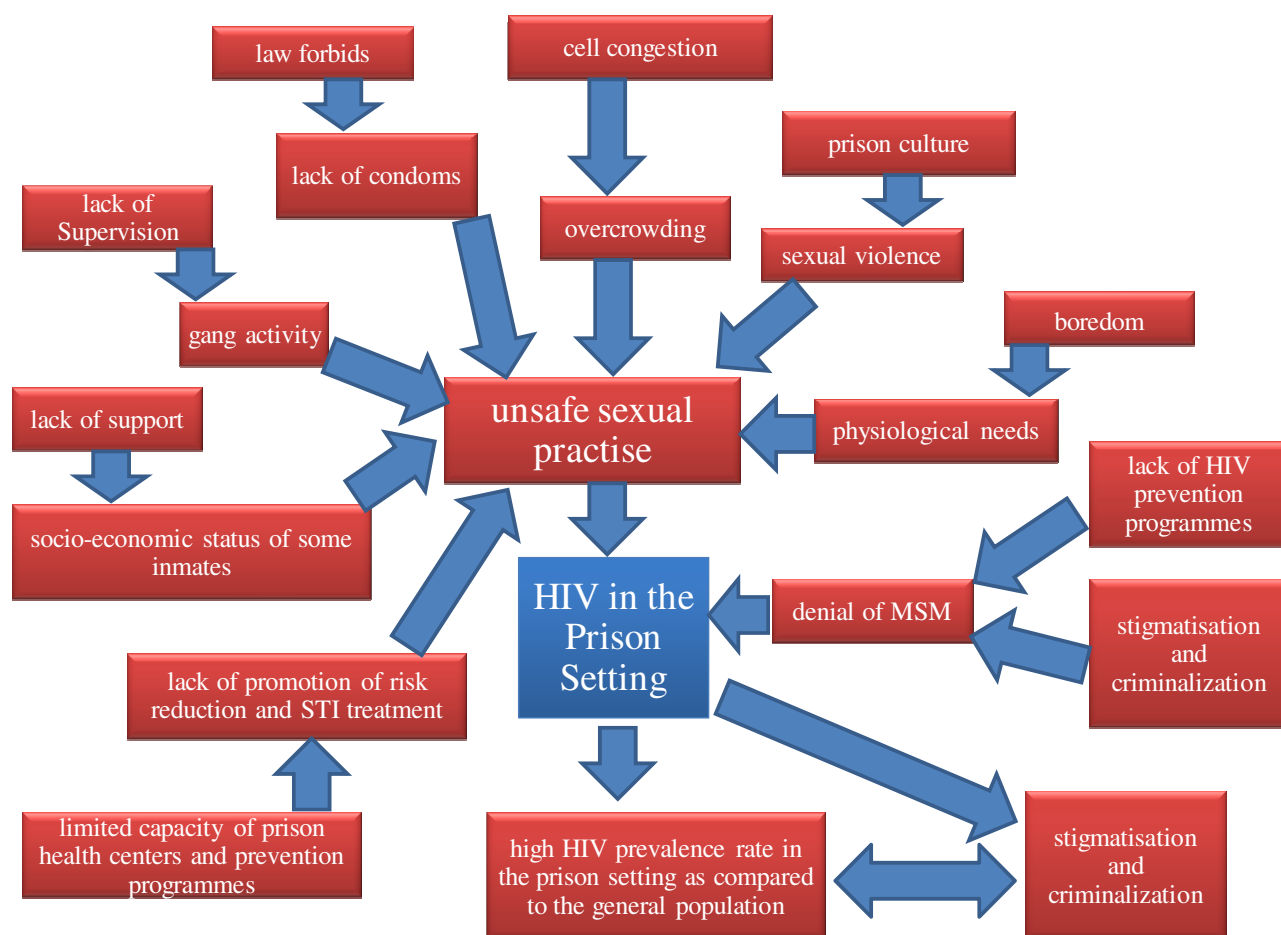 law forbids
cell congestion
prison culture
lack of condoms
lack of
Supervision
overcrowding
sexual violence
gang activity
boredom
lack of support
unsafe sexual
practise
physiological needs
lack of HIV
prevention
programmes
socio-economic status of some
inmates
HIV in the
Prison
Setting
denial of MSM
stigmatisation
and
criminalization
lack of promotion of risk
reduction and STI treatment
limited capacity of prison
health centers and prevention
programmes
high HIV prevalence rate in
the prison setting as compared
to the general population
stigmatisation
and
criminalization